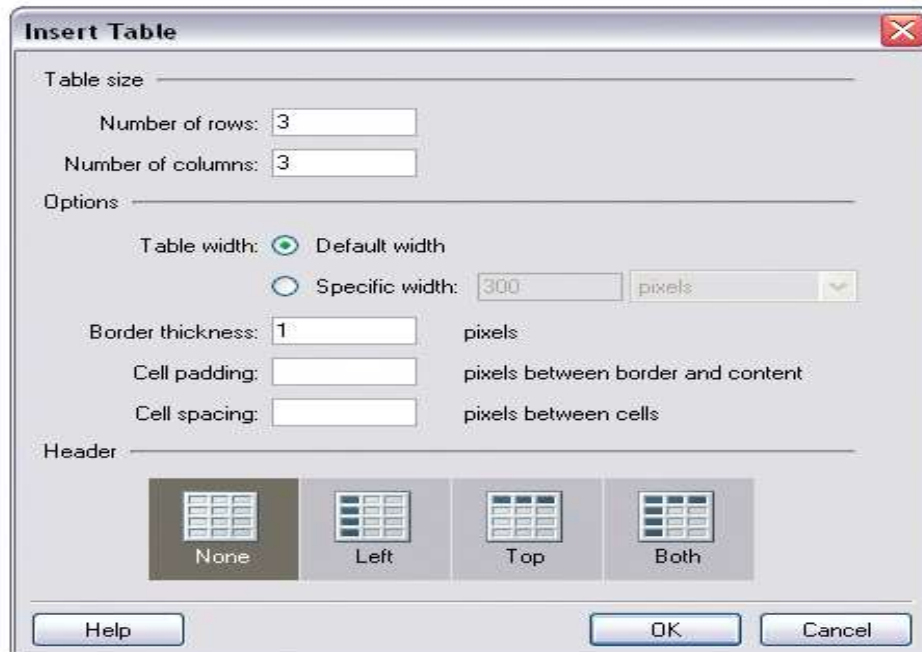 Insert Table
Table size
Number of rows: 3
Number of columns: 3
Options
Table width: Default width
Specific width: 300 pixels
Border thickness: 1 pixels
Cell padding: pixels between border and content
Cell spacing: pixels between cells
Header
None Left Top Both
Help OK Cancel